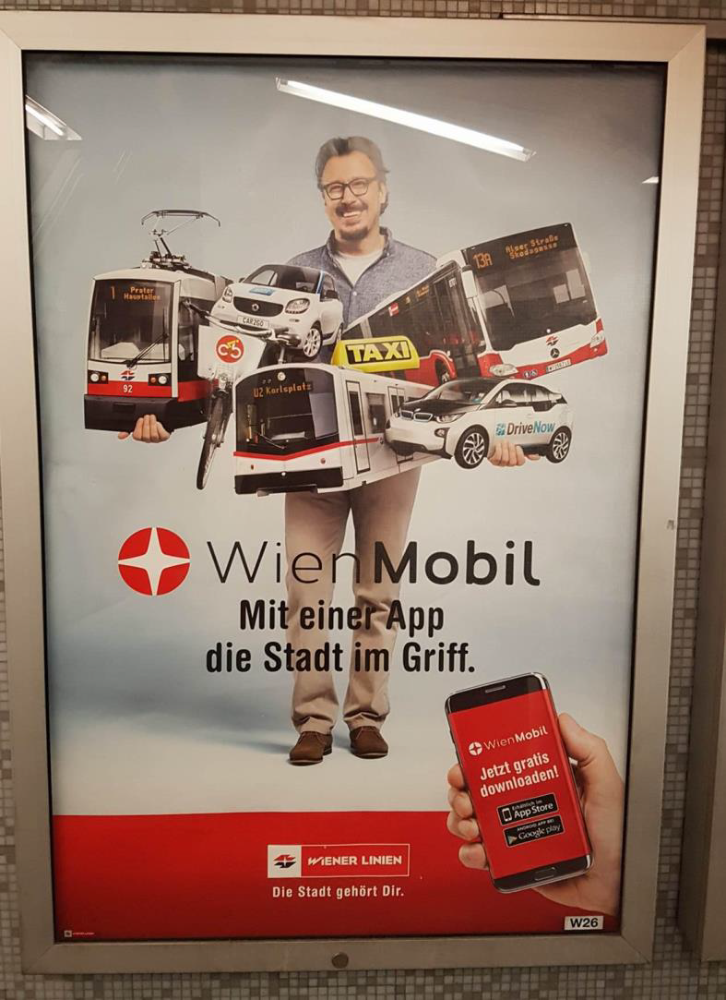 1 Prater
Hauptallee
92
CAR2GO
TAXI
13A Alser Straße
Skodagasse
U2 Karlsplatz
DriveNow
WienMobil
Mit einer App
die Stadt im Griff.
WienMobil
Jetzt gratis
downloaden!
Erhältlich im
App Store
ANDROID APP BEI
Google play
WIENER LINIEN
Die Stadt gehört Dir.
W26